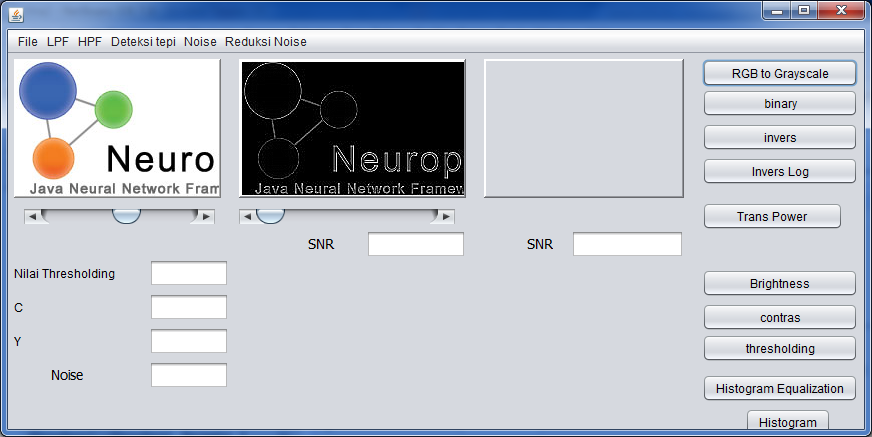 File LPF HPF Deteksi tepi Noise Reduksi Noise
Neuro
Java Neural Network Fram
Neurop
Java Neural Network Framew
RGB to Grayscale
binary
invers
Invers Log
Trans Power
SNR
SNR
Nilai Thresholding
C
Y
Noise
Brightness
contras
thresholding
Histogram Equalization
Histogram